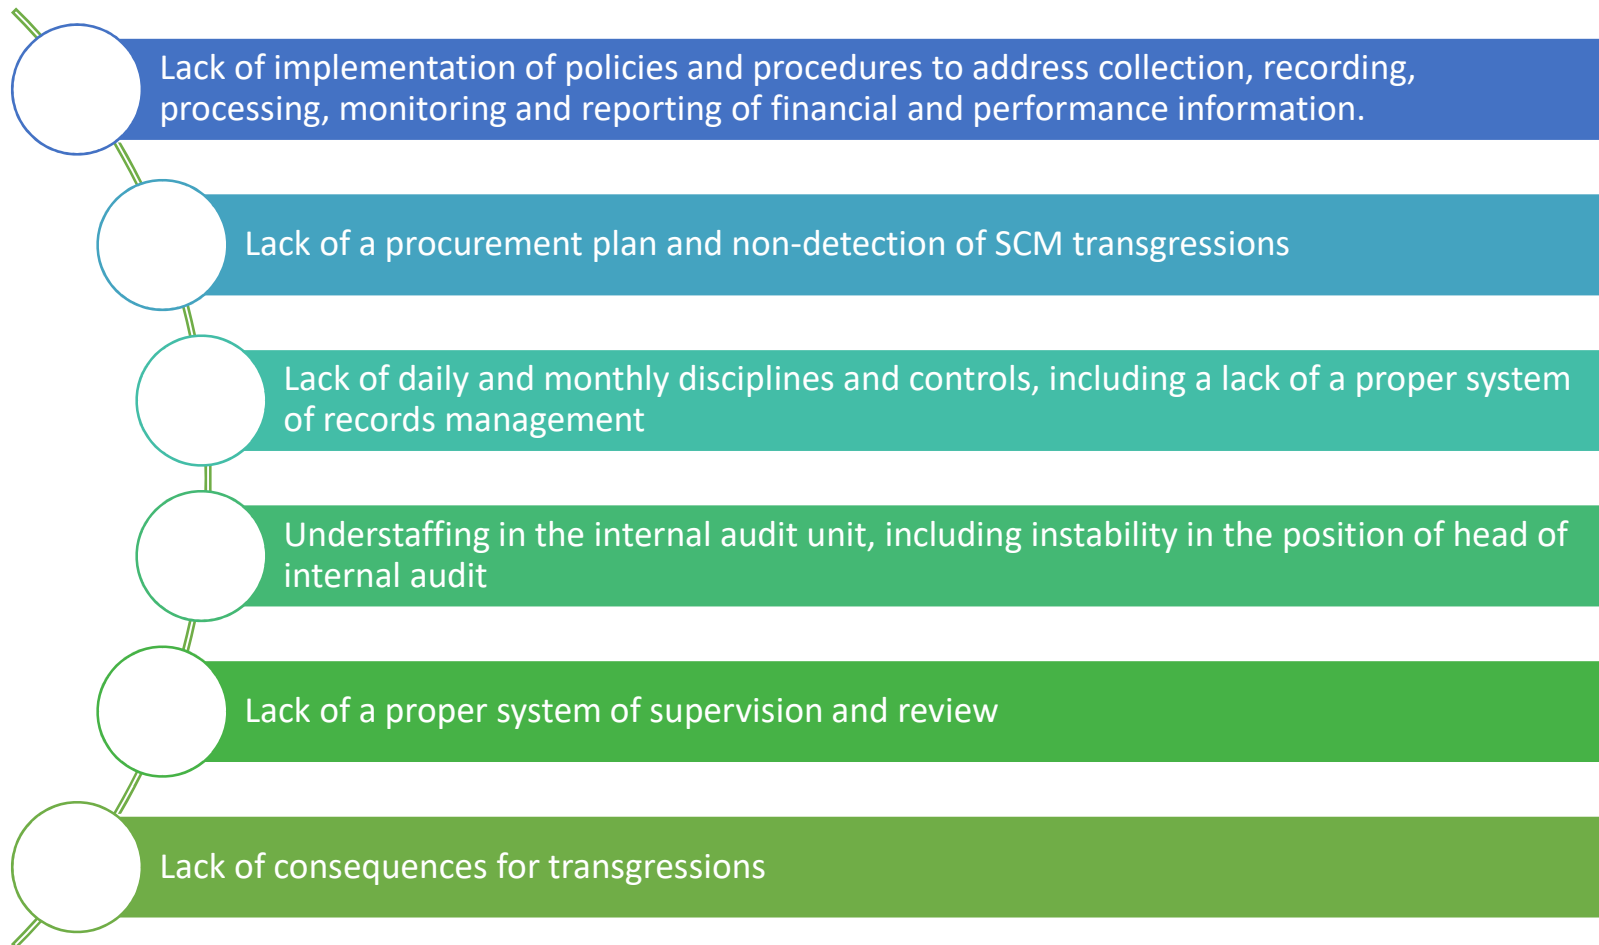 Lack of implementation of policies and procedures to address collection, recording,
processing, monitoring and reporting of financial and performance information.
Lack of a procurement plan and non-detection of SCM transgressions
Lack of daily and monthly disciplines and controls, including a lack of a proper system
of records management
Understaffing in the internal audit unit, including instability in the position of head of
internal audit
Lack of a proper system of supervision and review
Lack of consequences for transgressions